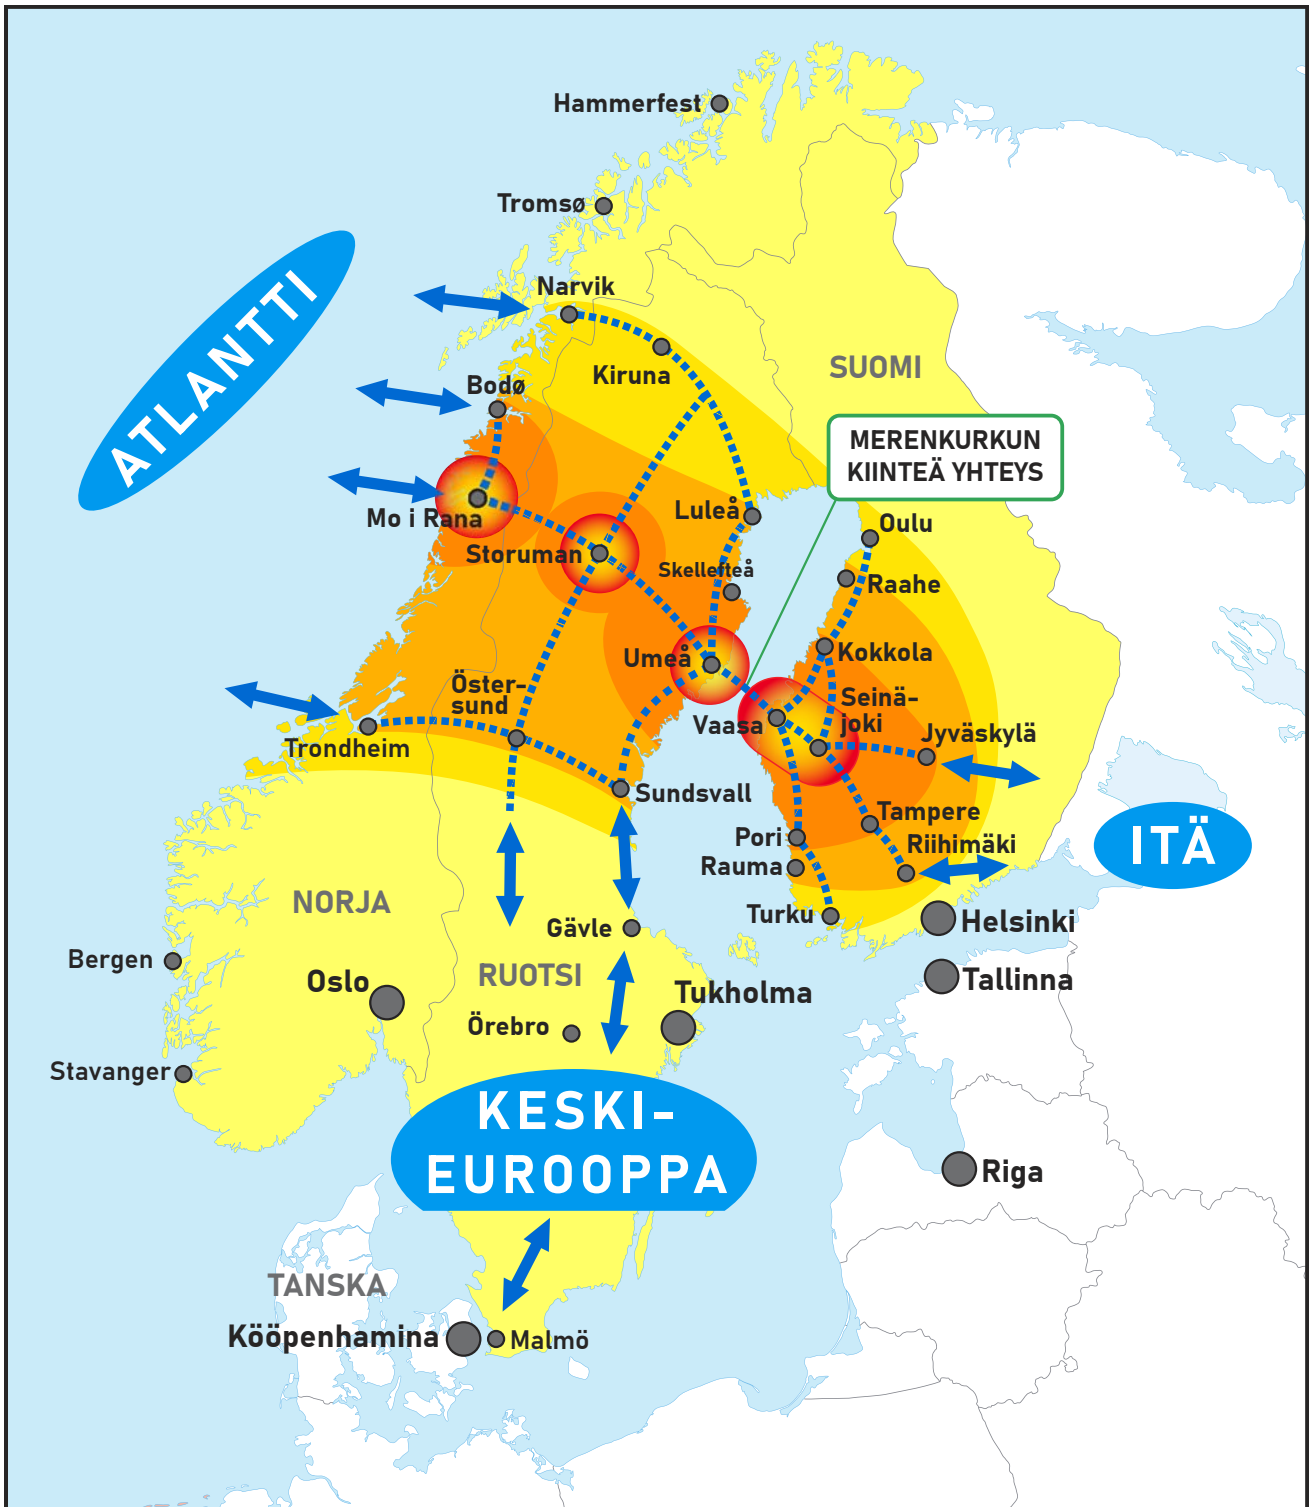 Hammerfest
Tromsø
Narvik
ATLANTTI
Kiruna
SUOMI
Bodø
MERENKURKUN
KIINTEÄ YHTEYS
Mo i Rana
Luleå
Oulu
Storuman
Skellefteå
Raahe
Umeå
Kokkola
Öster-
sund
Seinä-
joki
Vaasa
Jyväskylä
Trondheim
Sundsvall
Tampere
Pori
Riihimäki
ITÄ
Rauma
NORJA
Turku
Helsinki
Gävle
Bergen
RUOTSI
Oslo
Tallinna
Tukholma
Örebro
Stavanger
KESKI-
EUROOPPA
Riga
TANSKA
Kööpenhamina
Malmö